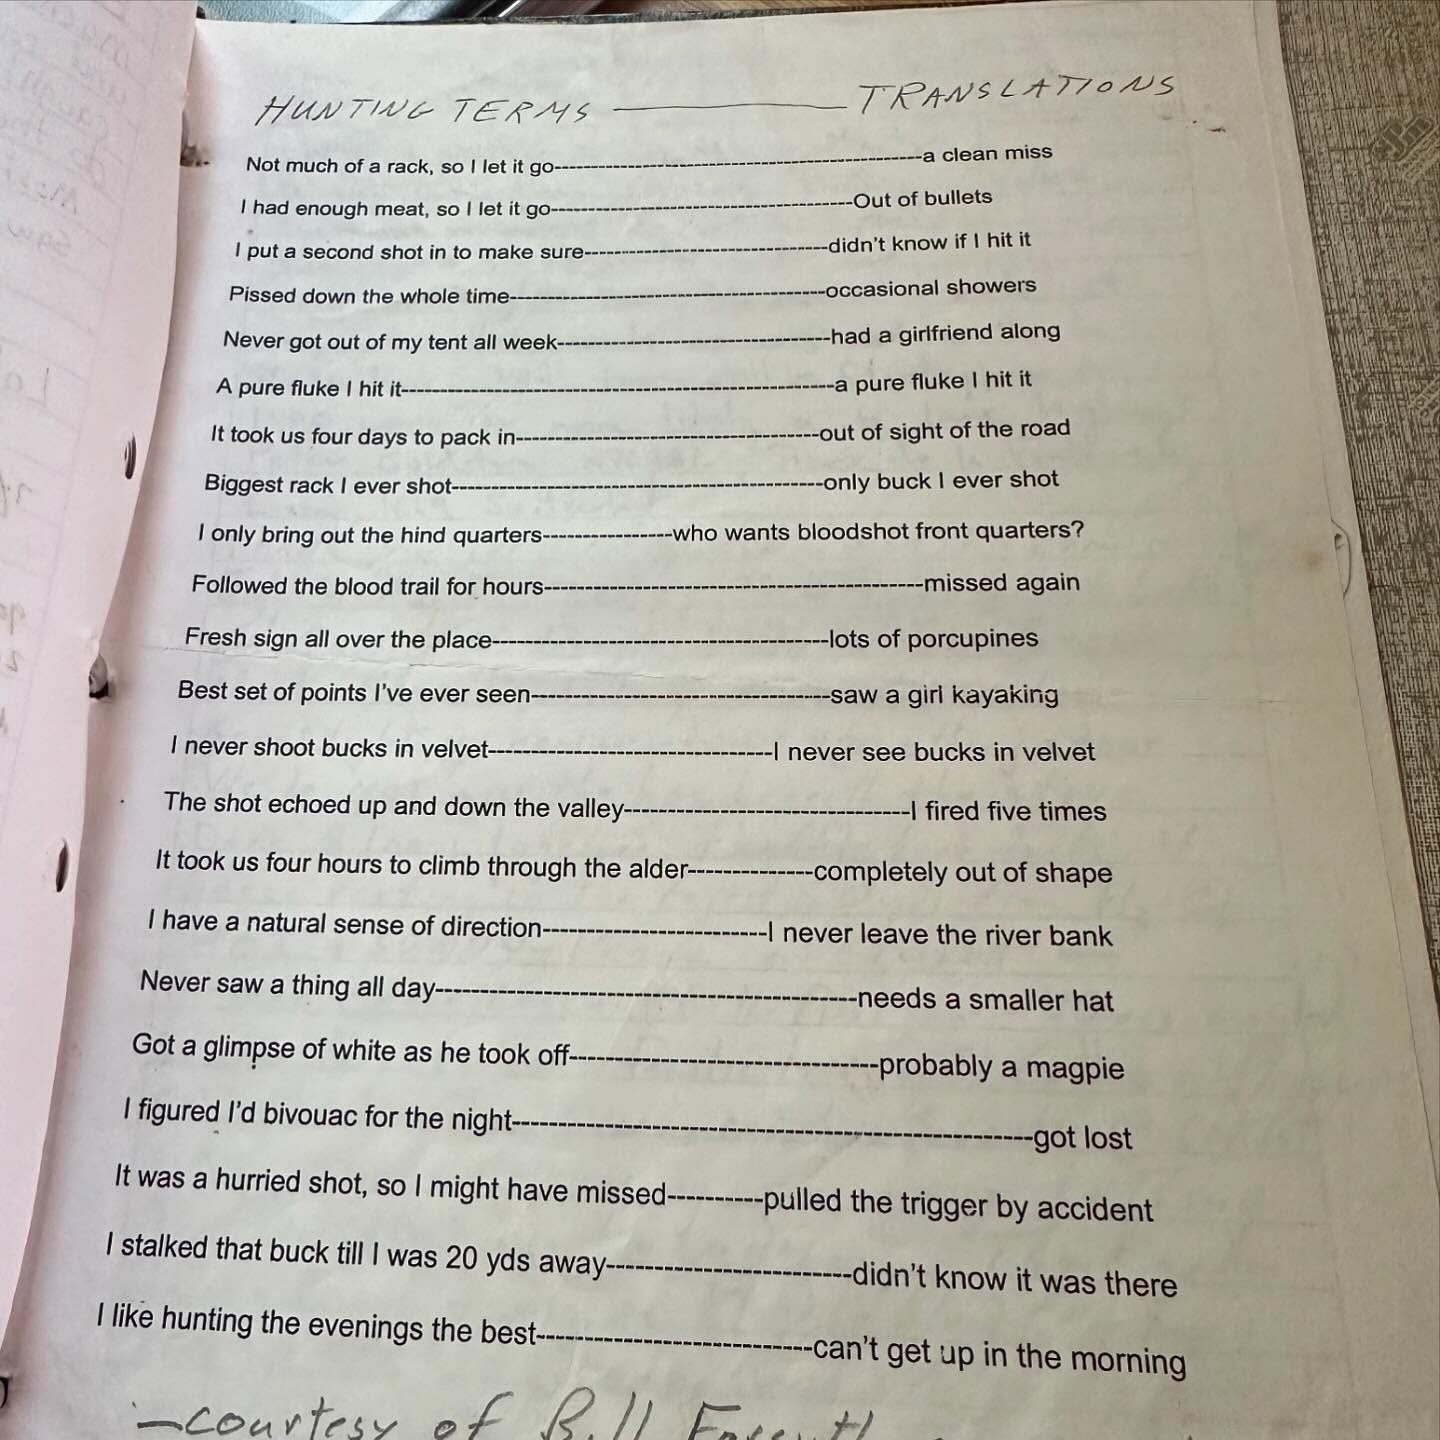 HUNTING TERMS ———— TRANSLATIONS
Not much of a rack, so I let it go----------------------------------------------a clean miss
I had enough meat, so I let it go--------------------------------------Out of bullets
I put a second shot in to make sure-------------------------------didn't know if I hit it
Pissed down the whole time----------------------------------------occasional showers
Never got out of my tent all week-----------------------------------had a girlfriend along
A pure fluke I hit it-------------------------------------------------------a pure fluke I hit it
It took us four days to pack in---------------------------------------out of sight of the road
Biggest rack I ever shot-----------------------------------------------only buck I ever shot
I only bring out the hind quarters-----------------who wants bloodshot front quarters?
Followed the blood trail for hours------------------------------------------------missed again
Fresh sign all over the place------------------------------------------lots of porcupines
Best set of points I've ever seen-------------------------------------saw a girl kayaking
I never shoot bucks in velvet-----------------------------------I never see bucks in velvet
The shot echoed up and down the valley-----------------------------------I fired five times
It took us four hours to climb through the alder---------------completely out of shape
I have a natural sense of direction---------------------------I never leave the river bank
Never saw a thing all day---------------------------------------------------needs a smaller hat
Got a glimpse of white as he took off-------------------------------------probably a magpie
I figured I'd bivouac for the night---------------------------------------------------------------got lost
It was a hurried shot, so I might have missed-----------pulled the trigger by accident
I stalked that buck till I was 20 yds away-----------------------------didn't know it was there
I like hunting the evenings the best--------------------------------can't get up in the morning
-courtesy of Bill